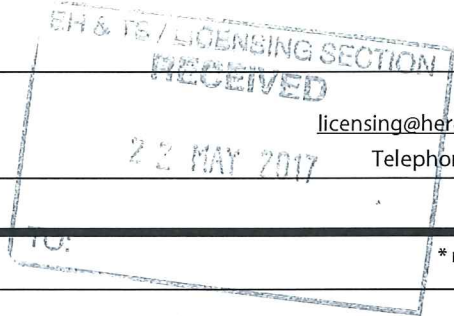 EH & TS / LICENSING SECTION
RECEIVED
licensing@her
22 MAY 2017
Telephon
TO:
*